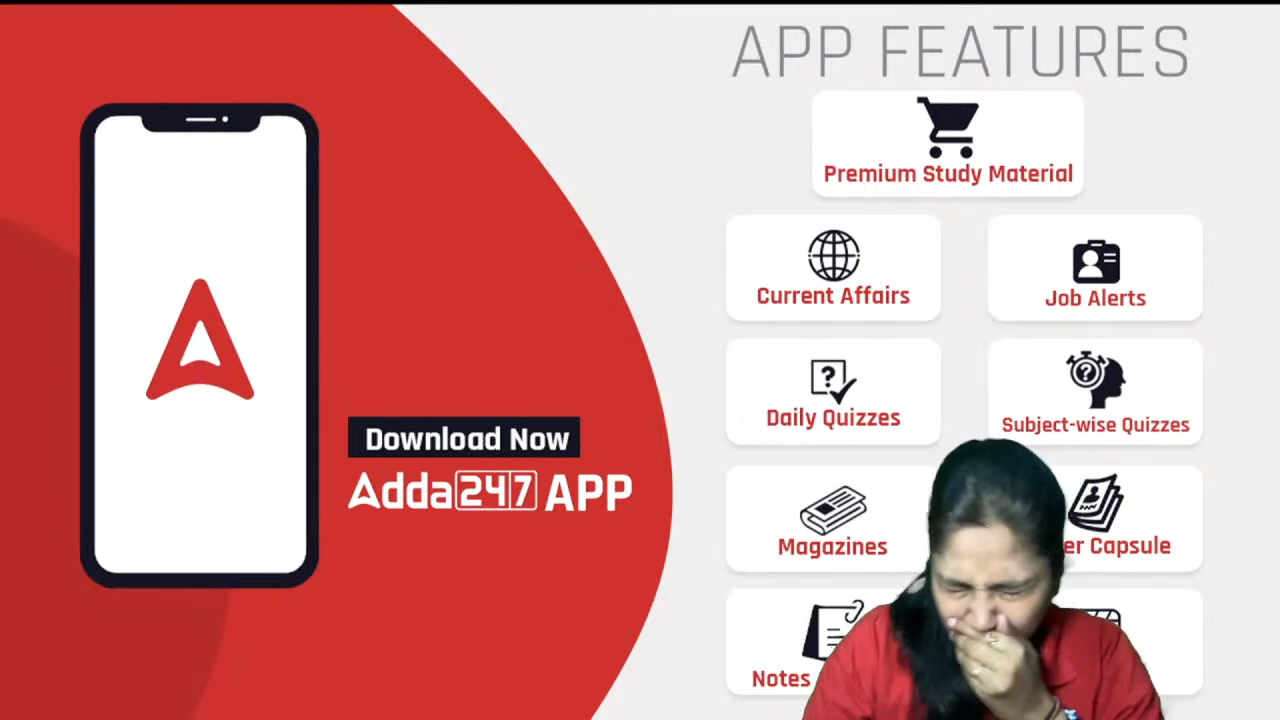 APP FEATURES
Premium Study Material
Current Affairs
Job Alerts
Daily Quizzes
Subject-wise Quizzes
Download Now
Adda247 APP
Magazines
Capsule
Notes